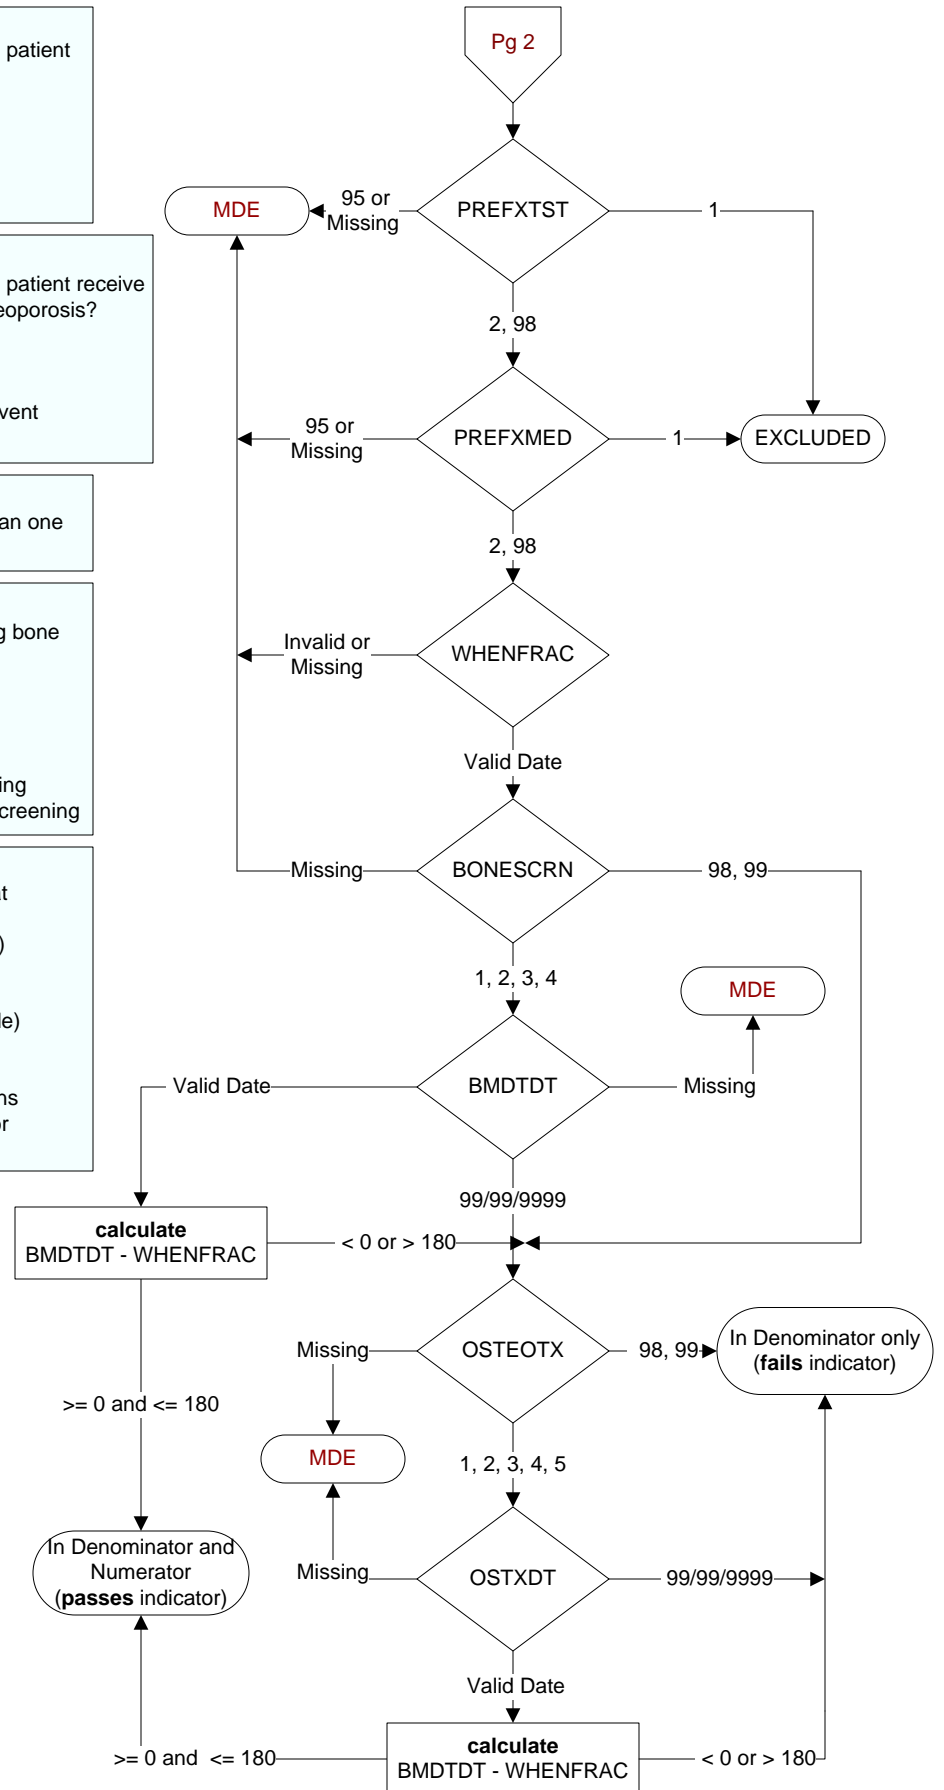 patient
patient receive
eoporosis?
vent
an one
g bone
ing
creening
at
)
le)
ns
or
Pg 2
PREFXTST
95 or
Missing
MDE
1
2, 98
PREFXMED
95 or
Missing
1
EXCLUDED
2, 98
WHENFRAC
Invalid or
Missing
Valid Date
BONESCRN
Missing
98, 99
1, 2, 3, 4
MDE
BMDTDT
Valid Date
Missing
99/99/9999
calculate
BMDTDT - WHENFRAC
< 0 or > 180
>= 0 and <= 180
OSTEOTX
Missing
98, 99
In Denominator only
(fails indicator)
MDE
1, 2, 3, 4, 5
OSTXDT
Missing
99/99/9999
In Denominator and
Numerator
(passes indicator)
Valid Date
calculate
BMDTDT - WHENFRAC
>= 0 and <= 180
< 0 or > 180